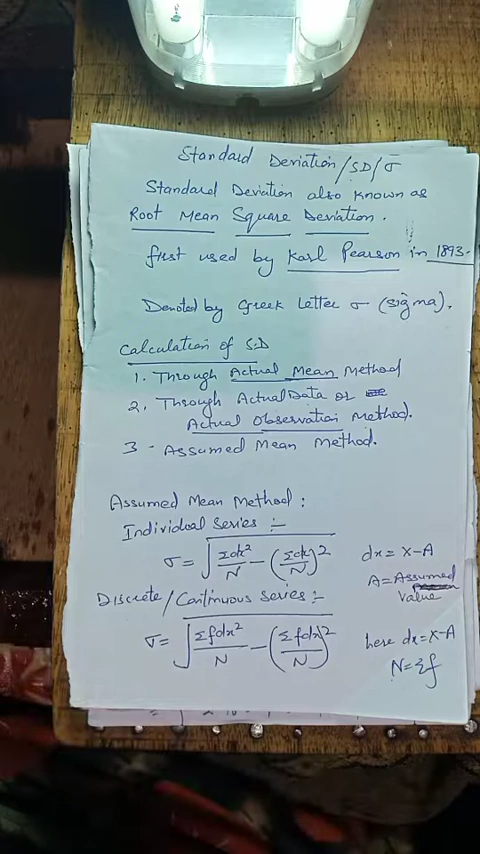 Standard Deviation/SD/σ
Standard Deviation also known as
Root Mean Square Deviation.
first used by Karl Pearson in 1893.
Denoted by Greek Letter σ (sigma).
Calculation of S.D
1. Through Actual Mean Method
2. Through Actual Data or
Actual Observation Method.
3 - Assumed Mean Method.
Assumed Mean Method:
Individual Series :-
σ = √(Σdx²/N - (Σdx/N)²) dx = X-A
A = Assumed
Value
Discrete/Continuous Series :-
σ = √(Σfdx²/N - (Σfdx/N)²) here dx = X-A
N = Σf